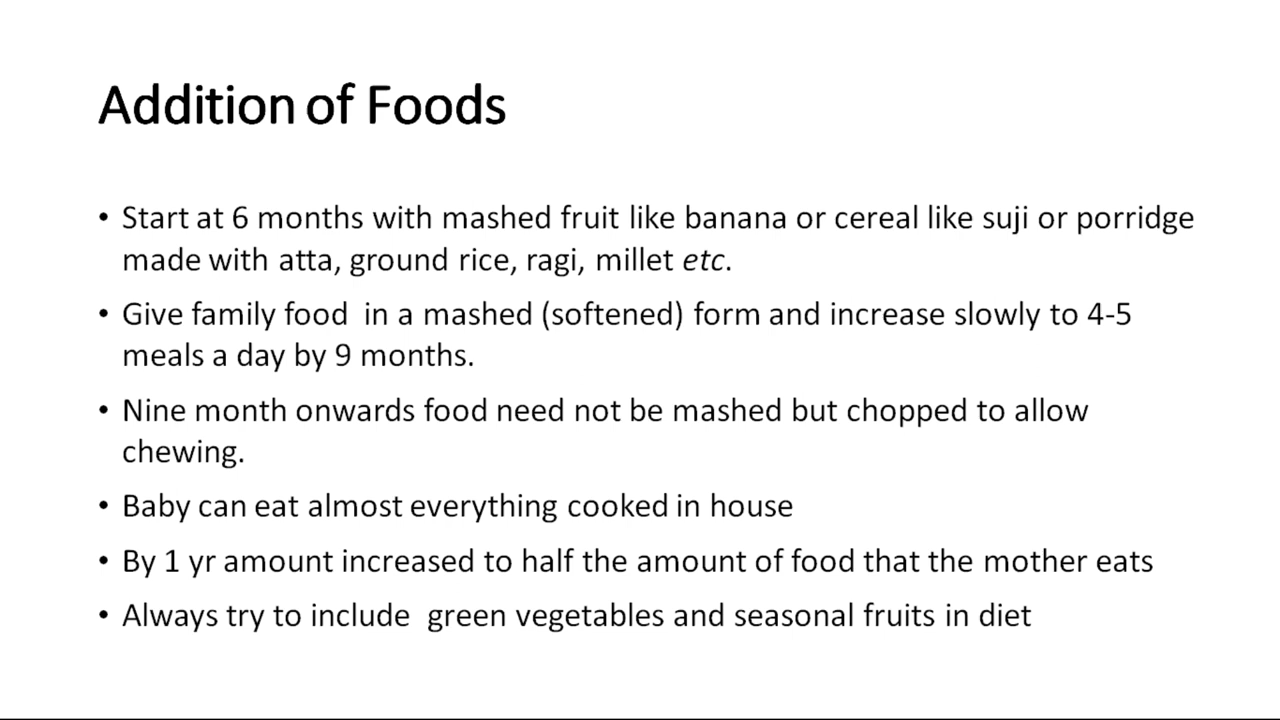 Addition of Foods
• Start at 6 months with mashed fruit like banana or cereal like suji or porridge
made with atta, ground rice, ragi, millet etc.
• Give family food  in a mashed (softened) form and increase slowly to 4-5
meals a day by 9 months.
• Nine month onwards food need not be mashed but chopped to allow
chewing.
• Baby can eat almost everything cooked in house
• By 1 yr amount increased to half the amount of food that the mother eats
• Always try to include  green vegetables and seasonal fruits in diet